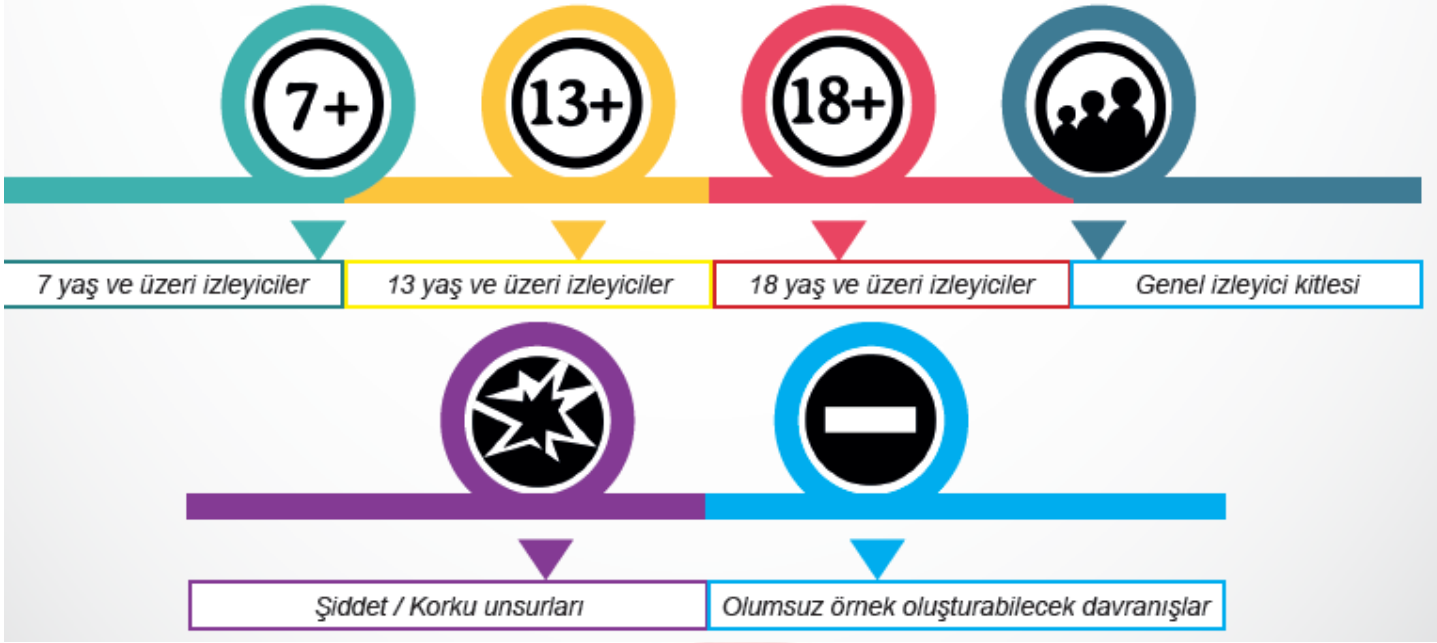 7+
13+
18+
7 yaş ve üzeri izleyiciler
13 yaş ve üzeri izleyiciler
18 yaş ve üzeri izleyiciler
Genel izleyici kitlesi
Şiddet / Korku unsurları
Olumsuz örnek oluşturabilecek davranışlar